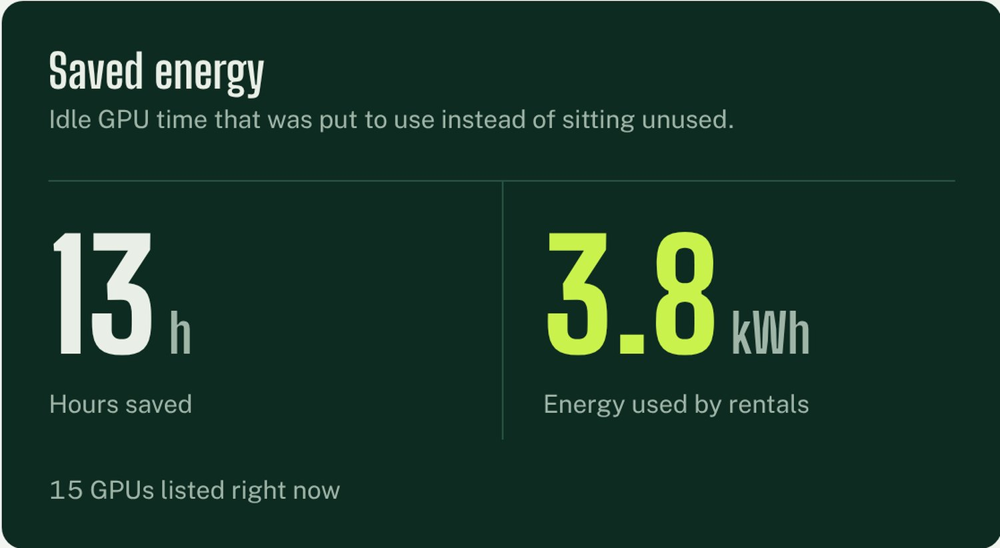 Saved energy
Idle GPU time that was put to use instead of sitting unused.
13 h
Hours saved
3.8 kWh
Energy used by rentals
15 GPUs listed right now